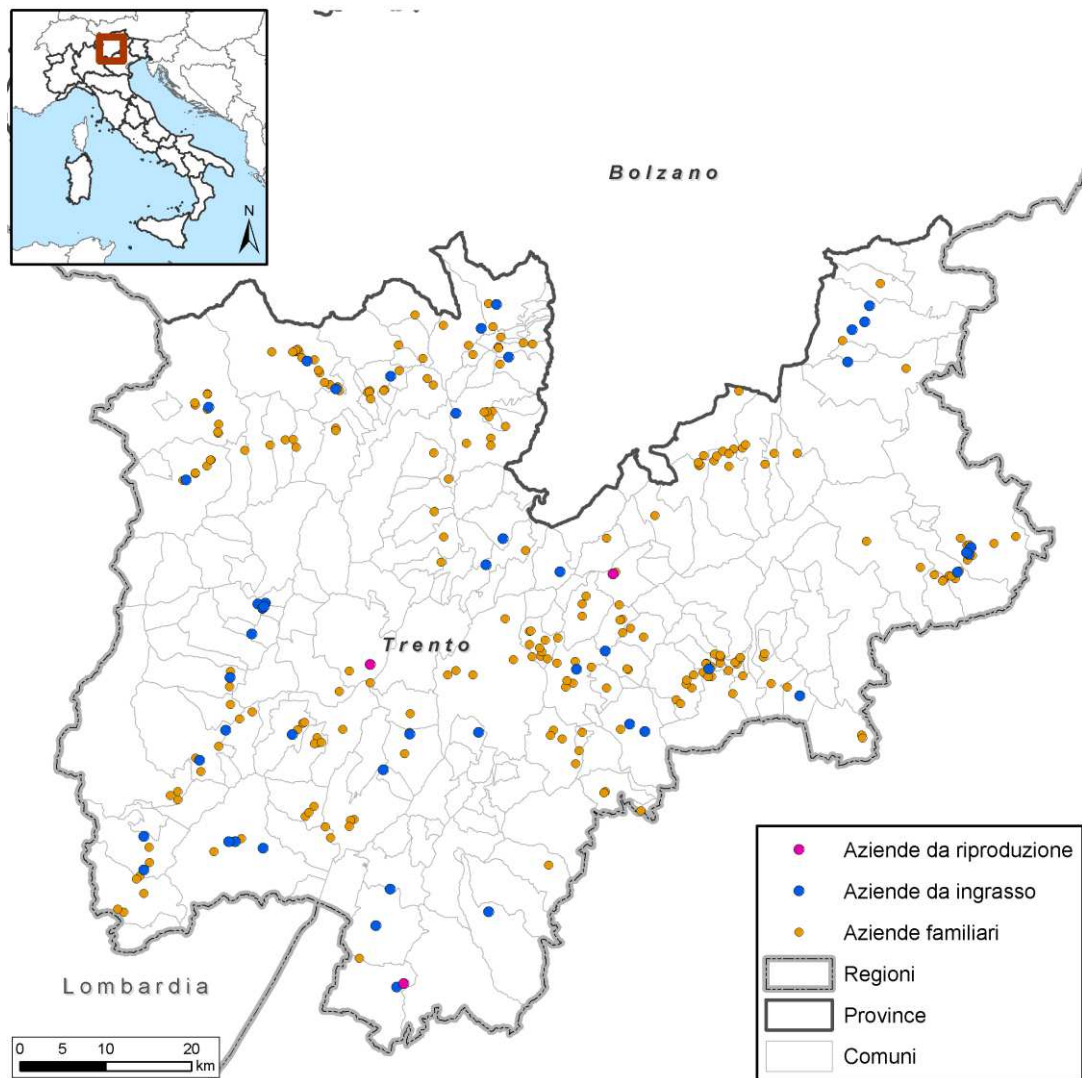 N
Bolzano
Trento
Lombardia
0 5 10 20
km
Aziende da riproduzione
Aziende da ingrasso
Aziende familiari
Regioni
Province
Comuni